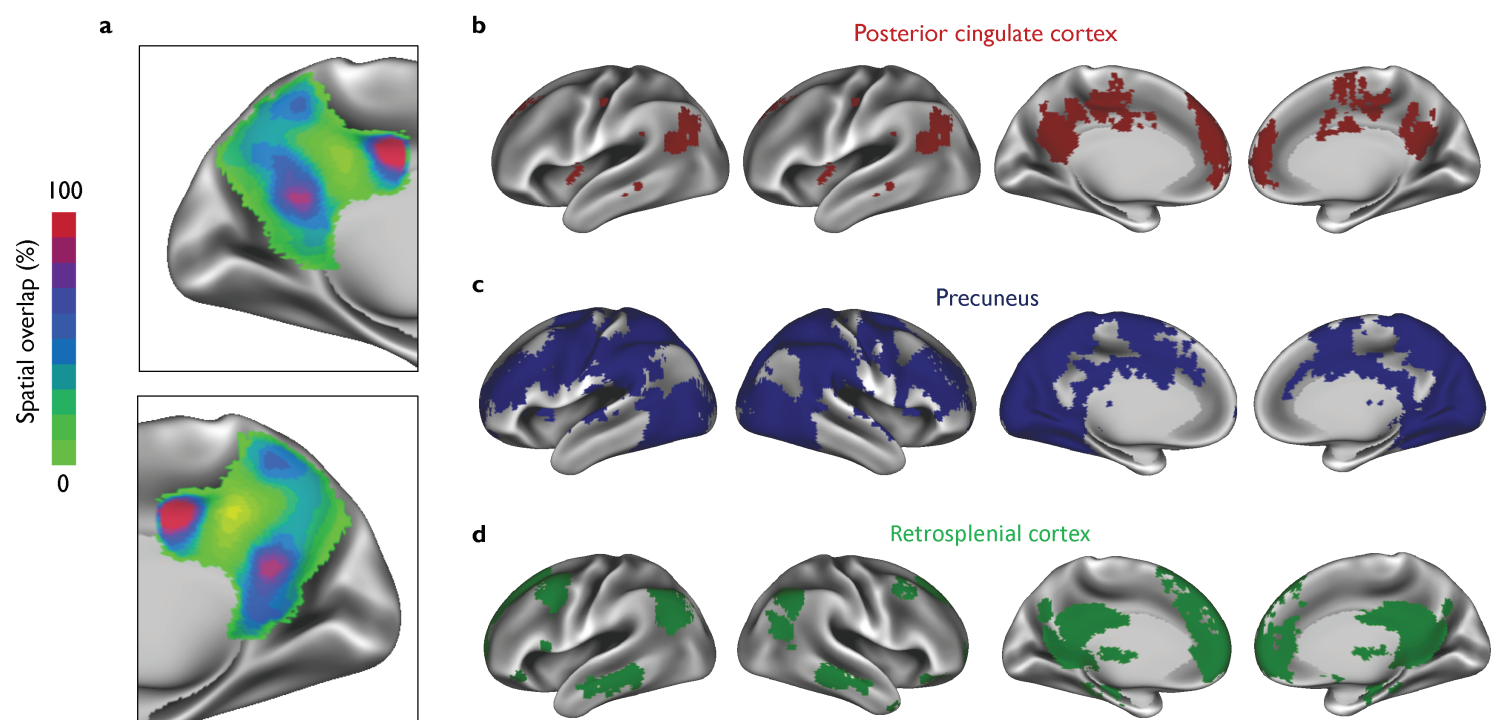 a
100
Spatial overlap (%)
0
b
Posterior cingulate cortex
c
Precuneus
d
Retrosplenial cortex